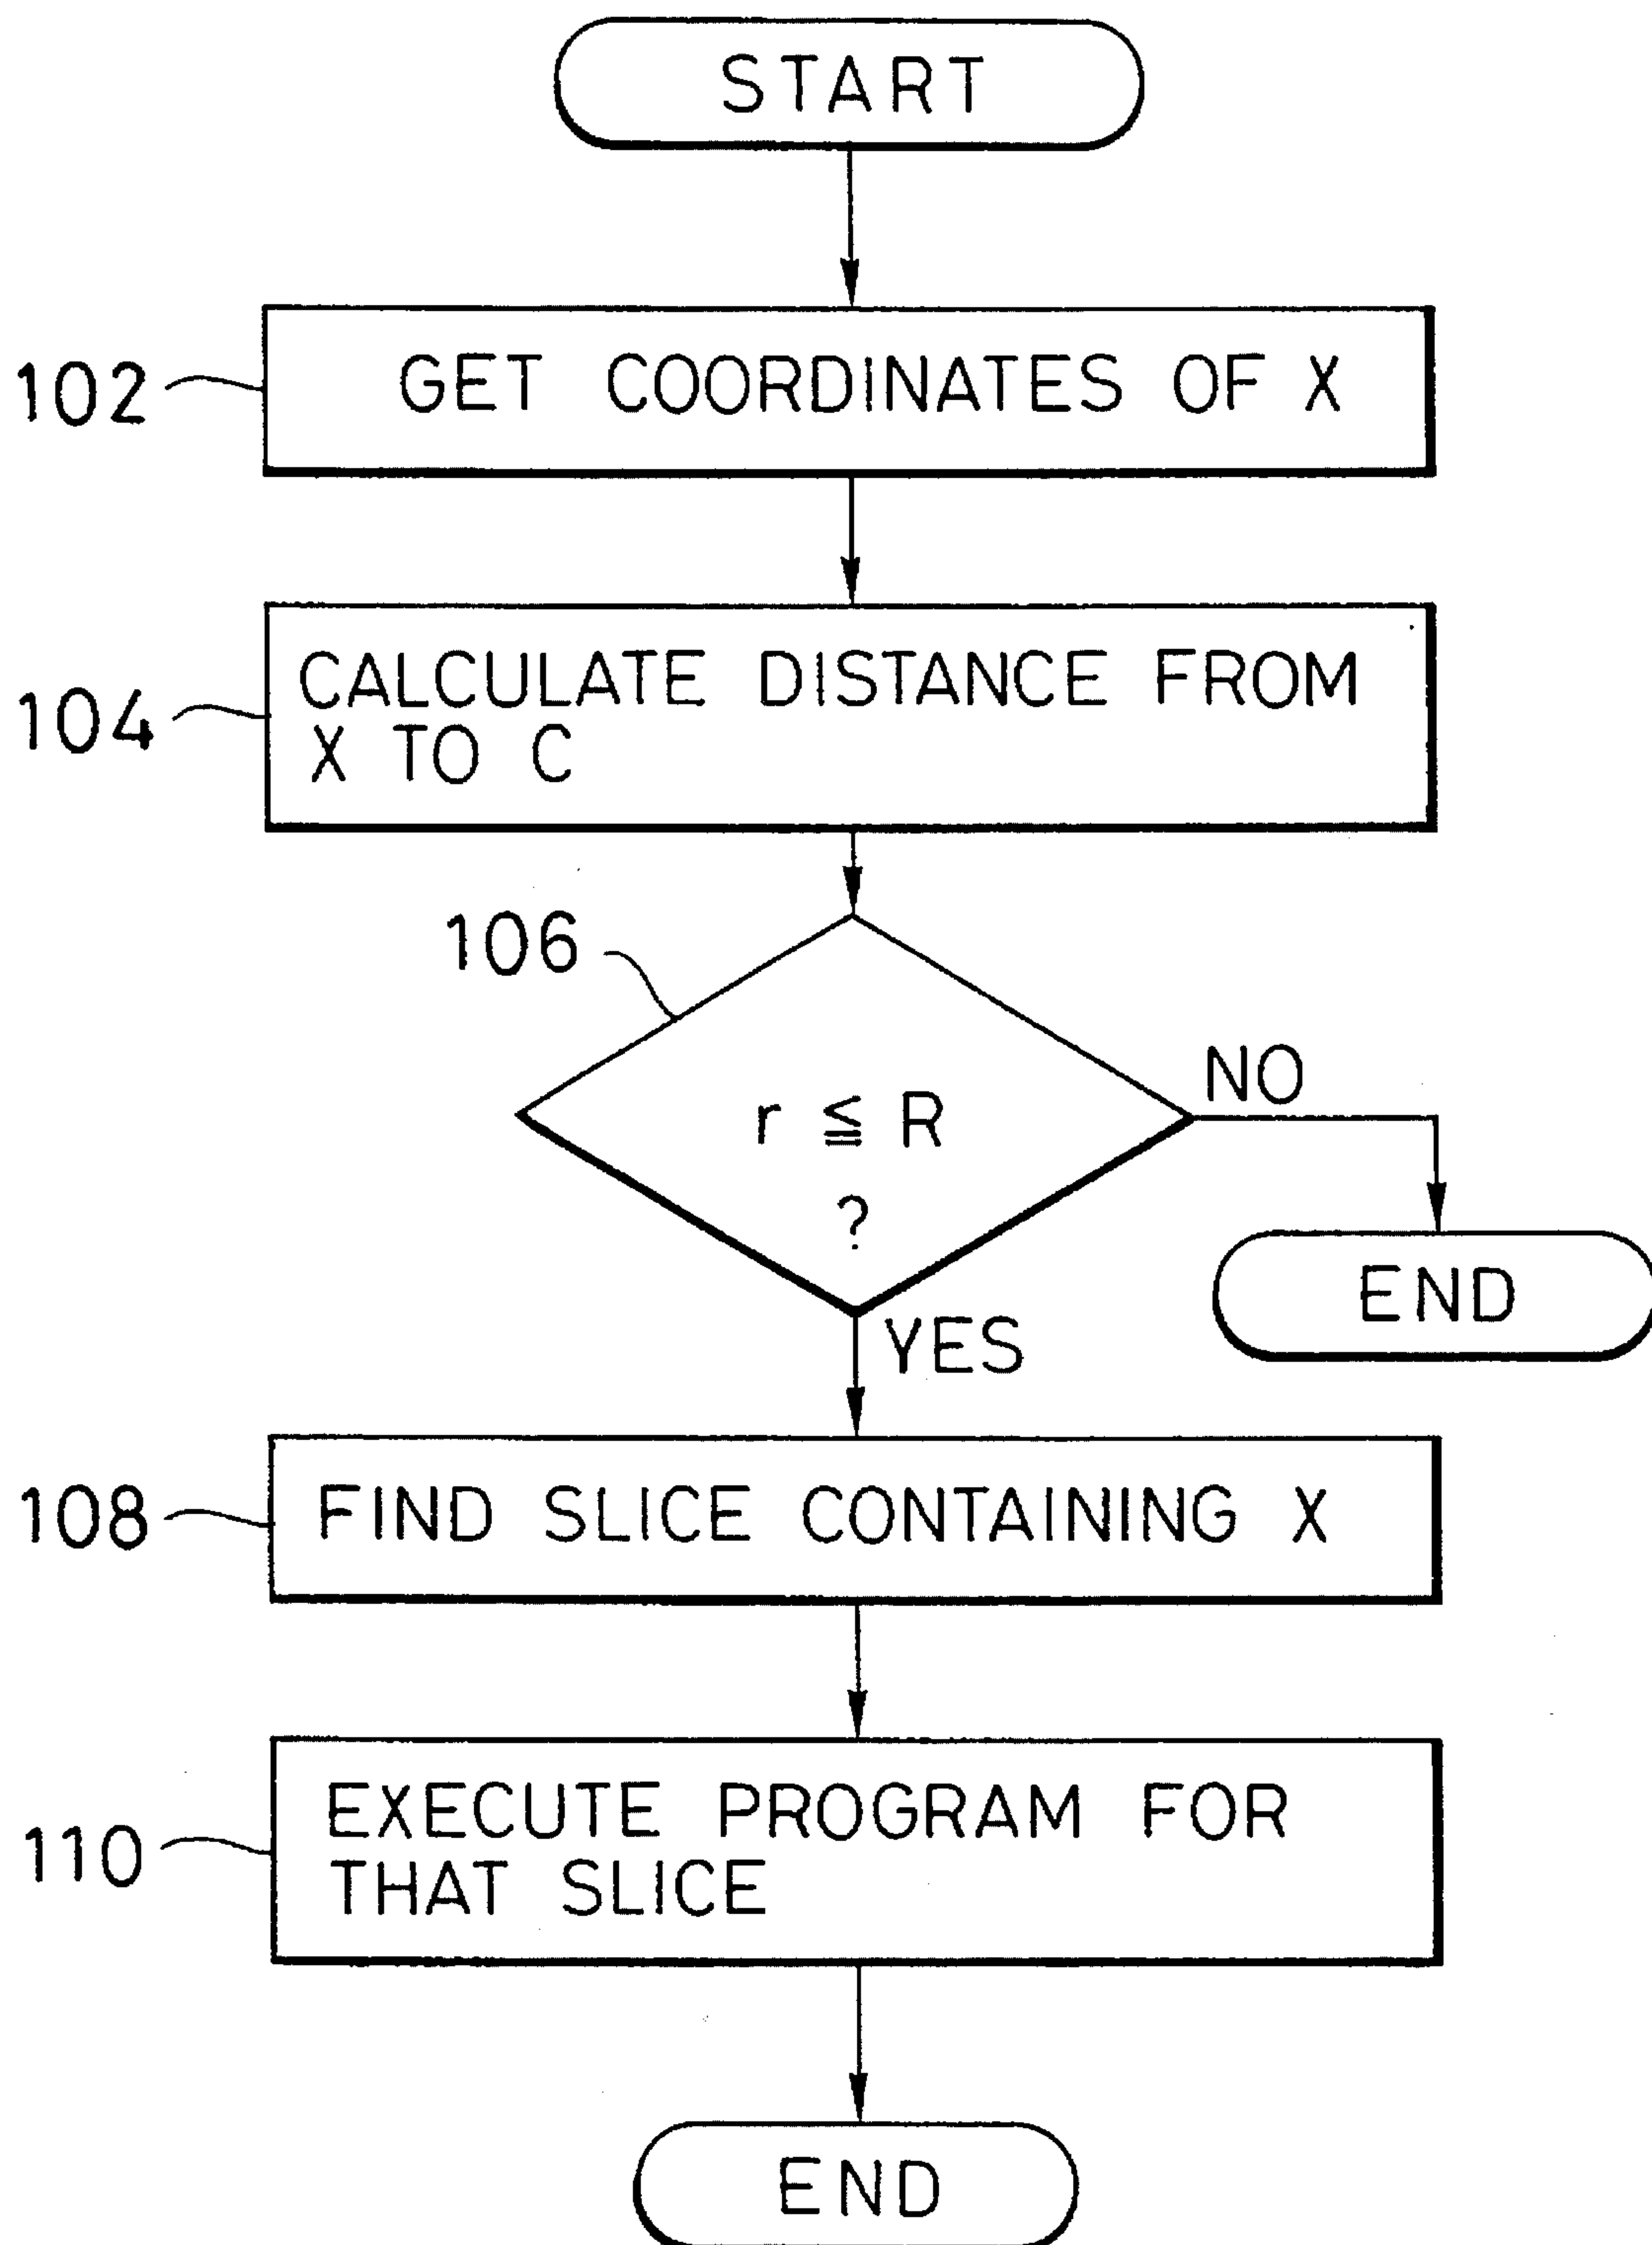 START
102
GET COORDINATES OF X
104
CALCULATE DISTANCE FROM
X TO C
106
r ≦ R
?
NO
END
YES
108
FIND SLICE CONTAINING X
110
EXECUTE PROGRAM FOR
THAT SLICE
END